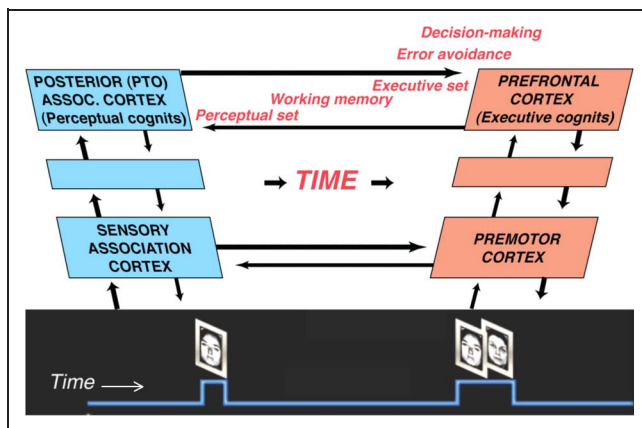 Decision-making
Error avoidance
Executive set
Working memory
Perceptual set
POSTERIOR (PTO)
ASSOC. CORTEX
(Perceptual cognits)
PREFRONTAL
CORTEX
(Executive cognits)
TIME
SENSORY
ASSOCIATION
CORTEX
PREMOTOR
CORTEX
Time